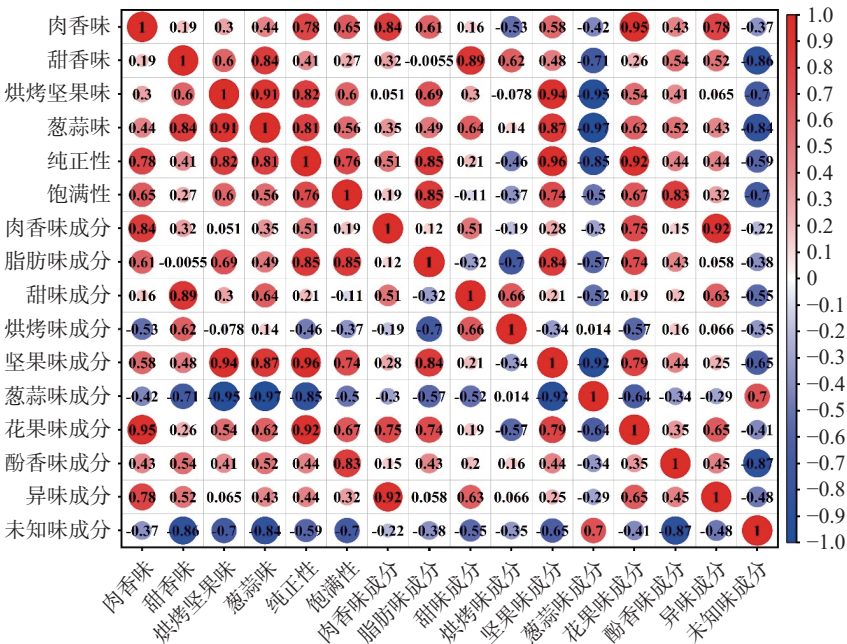 肉香味 1 0.19 0.3 0.44 0.78 0.65 0.84 0.61 0.16 -0.53 0.58 -0.42 0.95 0.43 0.78 -0.37
甜香味 0.19 1 0.6 0.84 0.41 0.27 0.32 -0.0055 0.89 0.62 0.48 -0.71 0.26 0.54 0.52 -0.86
烘烤坚果味 0.3 0.6 1 0.91 0.82 0.6 0.051 0.69 0.3 -0.078 0.94 -0.95 0.54 0.41 0.065 -0.7
葱蒜味 0.44 0.84 0.91 1 0.81 0.56 0.35 0.49 0.64 0.14 0.87 -0.97 0.62 0.52 0.43 -0.84
纯正性 0.78 0.41 0.82 0.81 1 0.76 0.51 0.85 0.21 -0.46 0.96 -0.85 0.92 0.44 0.44 -0.59
饱满性 0.65 0.27 0.6 0.56 0.76 1 0.19 0.85 -0.11 -0.37 0.74 -0.5 0.67 0.83 0.32 -0.7
肉香味成分 0.84 0.32 0.051 0.35 0.51 0.19 1 0.12 0.51 -0.19 0.28 -0.3 0.75 0.15 0.92 -0.22
脂肪味成分 0.61 -0.0055 0.69 0.49 0.85 0.85 0.12 1 -0.32 -0.7 0.84 -0.57 0.74 0.43 0.058 -0.38
甜味成分 0.16 0.89 0.3 0.64 0.21 -0.11 0.51 -0.32 1 0.66 0.21 -0.52 0.19 0.2 0.63 -0.55
烘烤味成分 -0.53 0.62 -0.078 0.14 -0.46 -0.37 -0.19 -0.7 0.66 1 -0.34 0.014 -0.57 0.16 0.066 -0.35
坚果味成分 0.58 0.48 0.94 0.87 0.96 0.74 0.28 0.84 0.21 -0.34 1 -0.92 0.79 0.44 0.25 -0.65
葱蒜味成分 -0.42 -0.71 -0.95 -0.97 -0.85 -0.5 -0.3 -0.57 -0.52 0.014 -0.92 1 -0.64 -0.34 -0.29 0.7
花果味成分 0.95 0.26 0.54 0.62 0.92 0.67 0.75 0.74 0.19 -0.57 0.79 -0.64 1 0.35 0.65 -0.41
酚香味成分 0.43 0.54 0.41 0.52 0.44 0.83 0.15 0.43 0.2 0.16 0.44 -0.34 0.35 1 0.45 -0.87
异味成分 0.78 0.52 0.065 0.43 0.44 0.32 0.92 0.058 0.63 0.066 0.25 -0.29 0.65 0.45 1 -0.48
未知味成分 -0.37 -0.86 -0.7 -0.84 -0.59 -0.7 -0.22 -0.38 -0.55 -0.35 -0.65 0.7 -0.41 -0.87 -0.48 1
肉香味 甜香味 烘烤坚果味 葱蒜味 纯正性 饱满性 肉香味成分 脂肪味成分 甜味成分 烘烤味成分 坚果味成分 葱蒜味成分 花果味成分 酚香味成分 异味成分 未知味成分
1.0
0.9
0.8
0.7
0.6
0.5
0.4
0.3
0.2
0.1
0
−0.1
−0.2
−0.3
−0.4
−0.5
−0.6
−0.7
−0.8
−0.9
−1.0